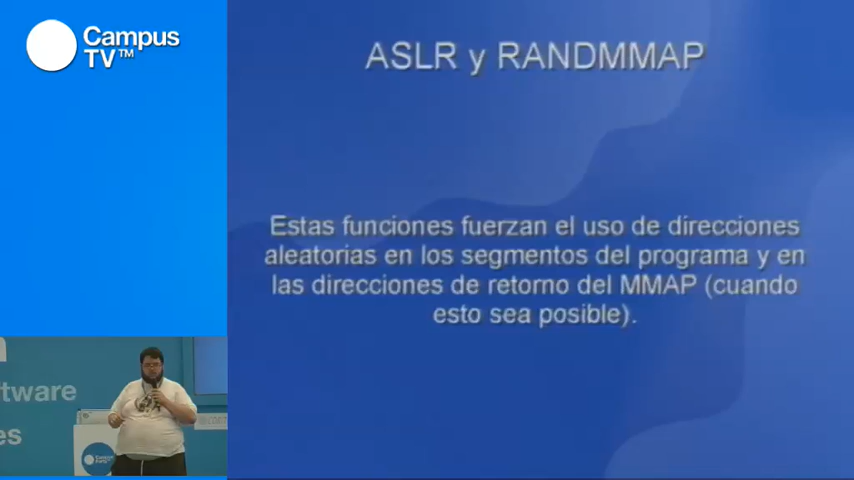 Campus
TV™
ASLR y RANDMMAP
Estas funciones fuerzan el uso de direcciones
aleatorias en los segmentos del programa y en
las direcciones de retorno del MMAP (cuando
esto sea posible).
tware
es